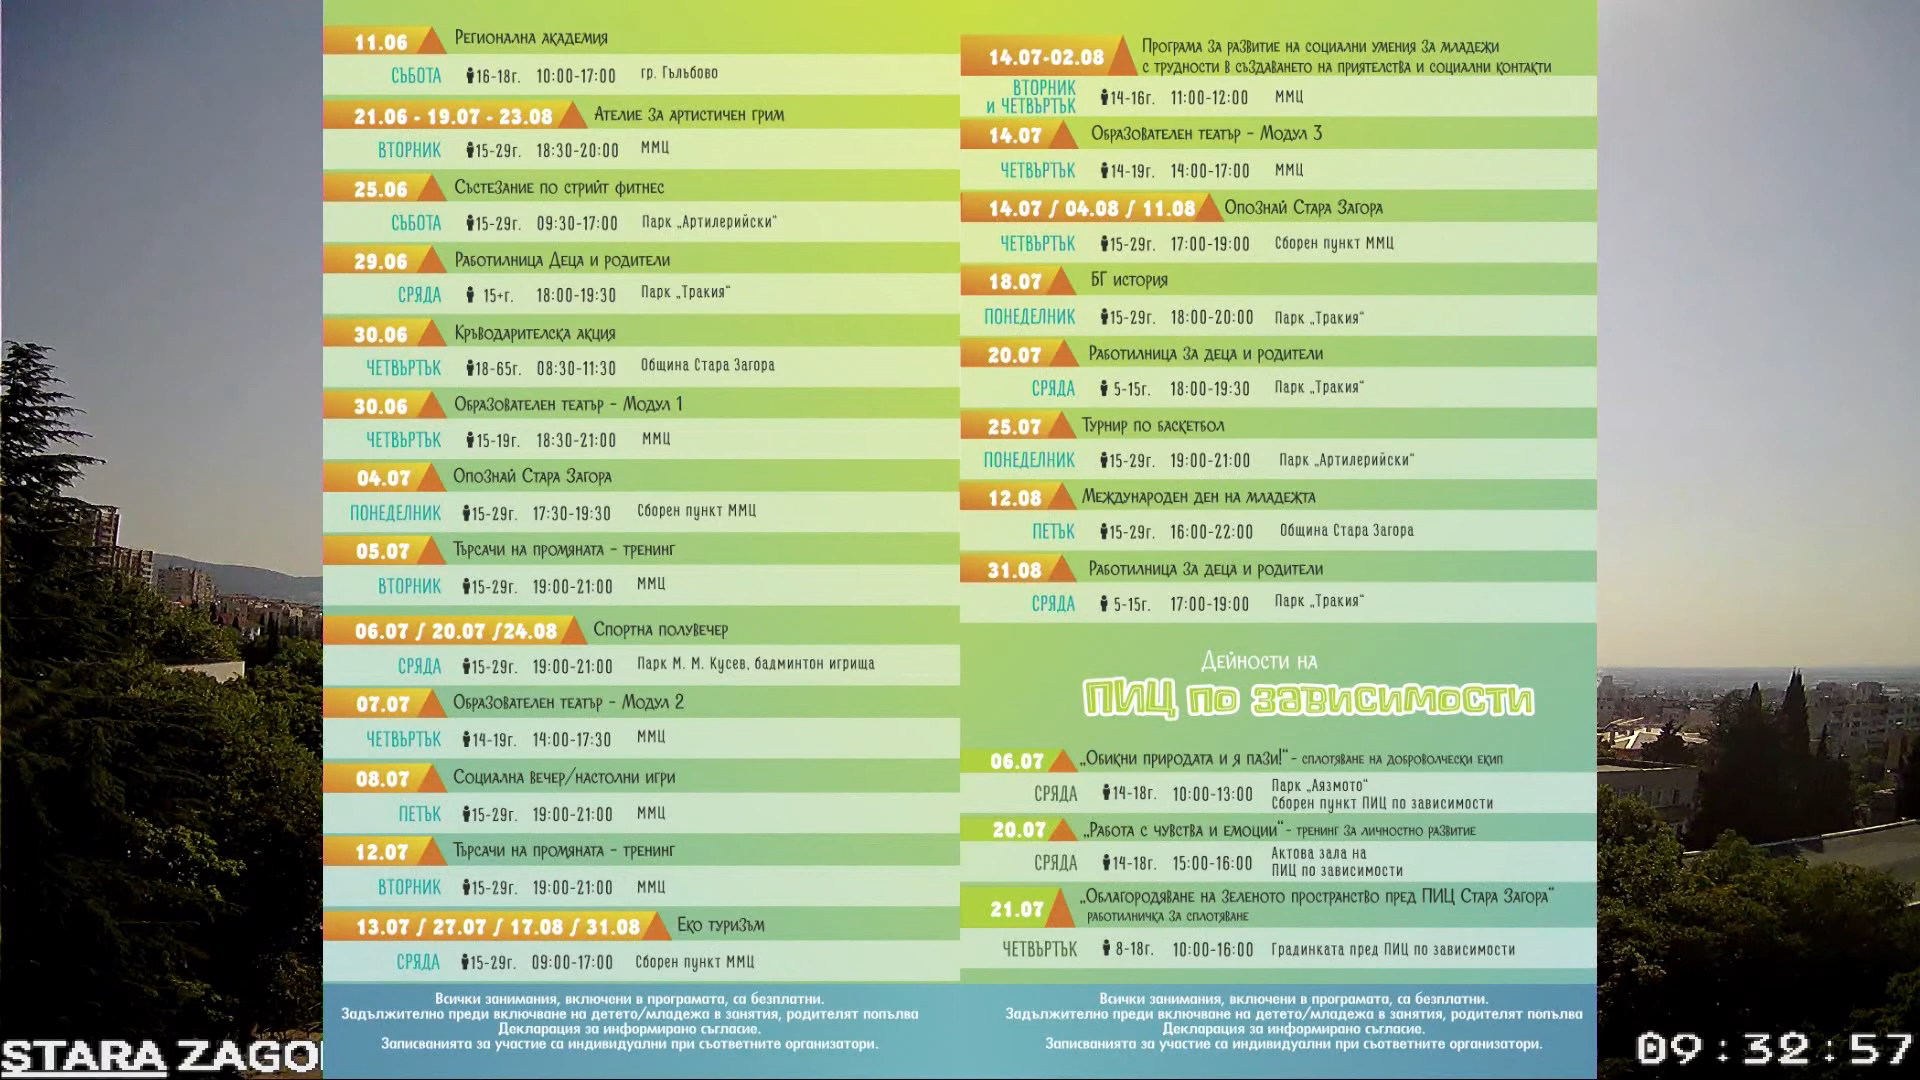 11.06 Регионална академия
СЪБОТА 16-18г. 10:00-17:00 гр. Гълъбово
21.06 - 19.07 - 23.08 Ателие за артистичен грим
ВТОРНИК 15-29г. 18:30-20:00 ММЦ
25.06 Състезание по стрийт фитнес
СЪБОТА 15-29г. 09:30-17:00 Парк „Артилерийски“
29.06 Работилница Деца и родители
СРЯДА 15+г. 18:00-19:30 Парк „Тракия“
30.06 Кръводарителска акция
ЧЕТВЪРТЪК 18-65г. 08:30-11:30 Община Стара Загора
30.06 Образователен театър - Модул 1
ЧЕТВЪРТЪК 15-19г. 18:30-21:00 ММЦ
04.07 Опознай Стара Загора
ПОНЕДЕЛНИК 15-29г. 17:30-19:30 Сборен пункт ММЦ
05.07 Търсачи на промяната - тренинг
ВТОРНИК 15-29г. 19:00-21:00 ММЦ
06.07 / 20.07 /24.08 Спортна полувечер
СРЯДА 15-29г. 19:00-21:00 Парк М. М. Кусев, бадминтон игрища
07.07 Образователен театър - Модул 2
ЧЕТВЪРТЪК 14-19г. 14:00-17:30 ММЦ
08.07 Социална вечер/настолни игри
ПЕТЪК 15-29г. 19:00-21:00 ММЦ
12.07 Търсачи на промяната - тренинг
ВТОРНИК 15-29г. 19:00-21:00 ММЦ
13.07 / 27.07 / 17.08 / 31.08 Еко туризъм
СРЯДА 15-29г. 09:00-17:00 Сборен пункт ММЦ
Всички занимания, включени в програмата, са безплатни.
Задължително преди включване на детето/младежа в занятия, родителят попълва
Декларация за информирано съгласие.
Записванията за участие са индивидуални при съответните организатори.
14.07-02.08 Програма за развитие на социални умения за младежи
с трудности в създаването на приятелства и социални контакти
ВТОРНИК
и ЧЕТВЪРТЪК 14-16г. 11:00-12:00 ММЦ
14.07 Образователен театър - Модул 3
ЧЕТВЪРТЪК 14-19г. 14:00-17:00 ММЦ
14.07 / 04.08 / 11.08 Опознай Стара Загора
ЧЕТВЪРТЪК 15-29г. 17:00-19:00 Сборен пункт ММЦ
18.07 БГ история
ПОНЕДЕЛНИК 15-29г. 18:00-20:00 Парк „Тракия“
20.07 Работилница за деца и родители
СРЯДА 5-15г. 18:00-19:30 Парк „Тракия“
25.07 Турнир по баскетбол
ПОНЕДЕЛНИК 15-29г. 19:00-21:00 Парк „Артилерийски“
12.08 Международен ден на младежта
ПЕТЪК 15-29г. 16:00-22:00 Община Стара Загора
31.08 Работилница за деца и родители
СРЯДА 5-15г. 17:00-19:00 Парк „Тракия“
Дейности на
ПИЦ по зависимости
06.07 „Обикни природата и я пази!“ - сплотяване на доброволчески екип
СРЯДА 14-18г. 10:00-13:00 Парк „Аязмото“
Сборен пункт ПИЦ по зависимости
20.07 „Работа с чувства и емоции“ - тренинг за личностно развитие
СРЯДА 14-18г. 15:00-16:00 Актова зала на
ПИЦ по зависимости
21.07 „Облагородяване на зеленото пространство пред ПИЦ Стара Загора“
работилничка за сплотяване
ЧЕТВЪРТЪК 8-18г. 10:00-16:00 Градинката пред ПИЦ по зависимости
Всички занимания, включени в програмата, са безплатни.
Задължително преди включване на детето/младежа в занятия, родителят попълва
Декларация за информирано съгласие.
Записванията за участие са индивидуални при съответните организатори.
STARA ZAGO
09:32:57